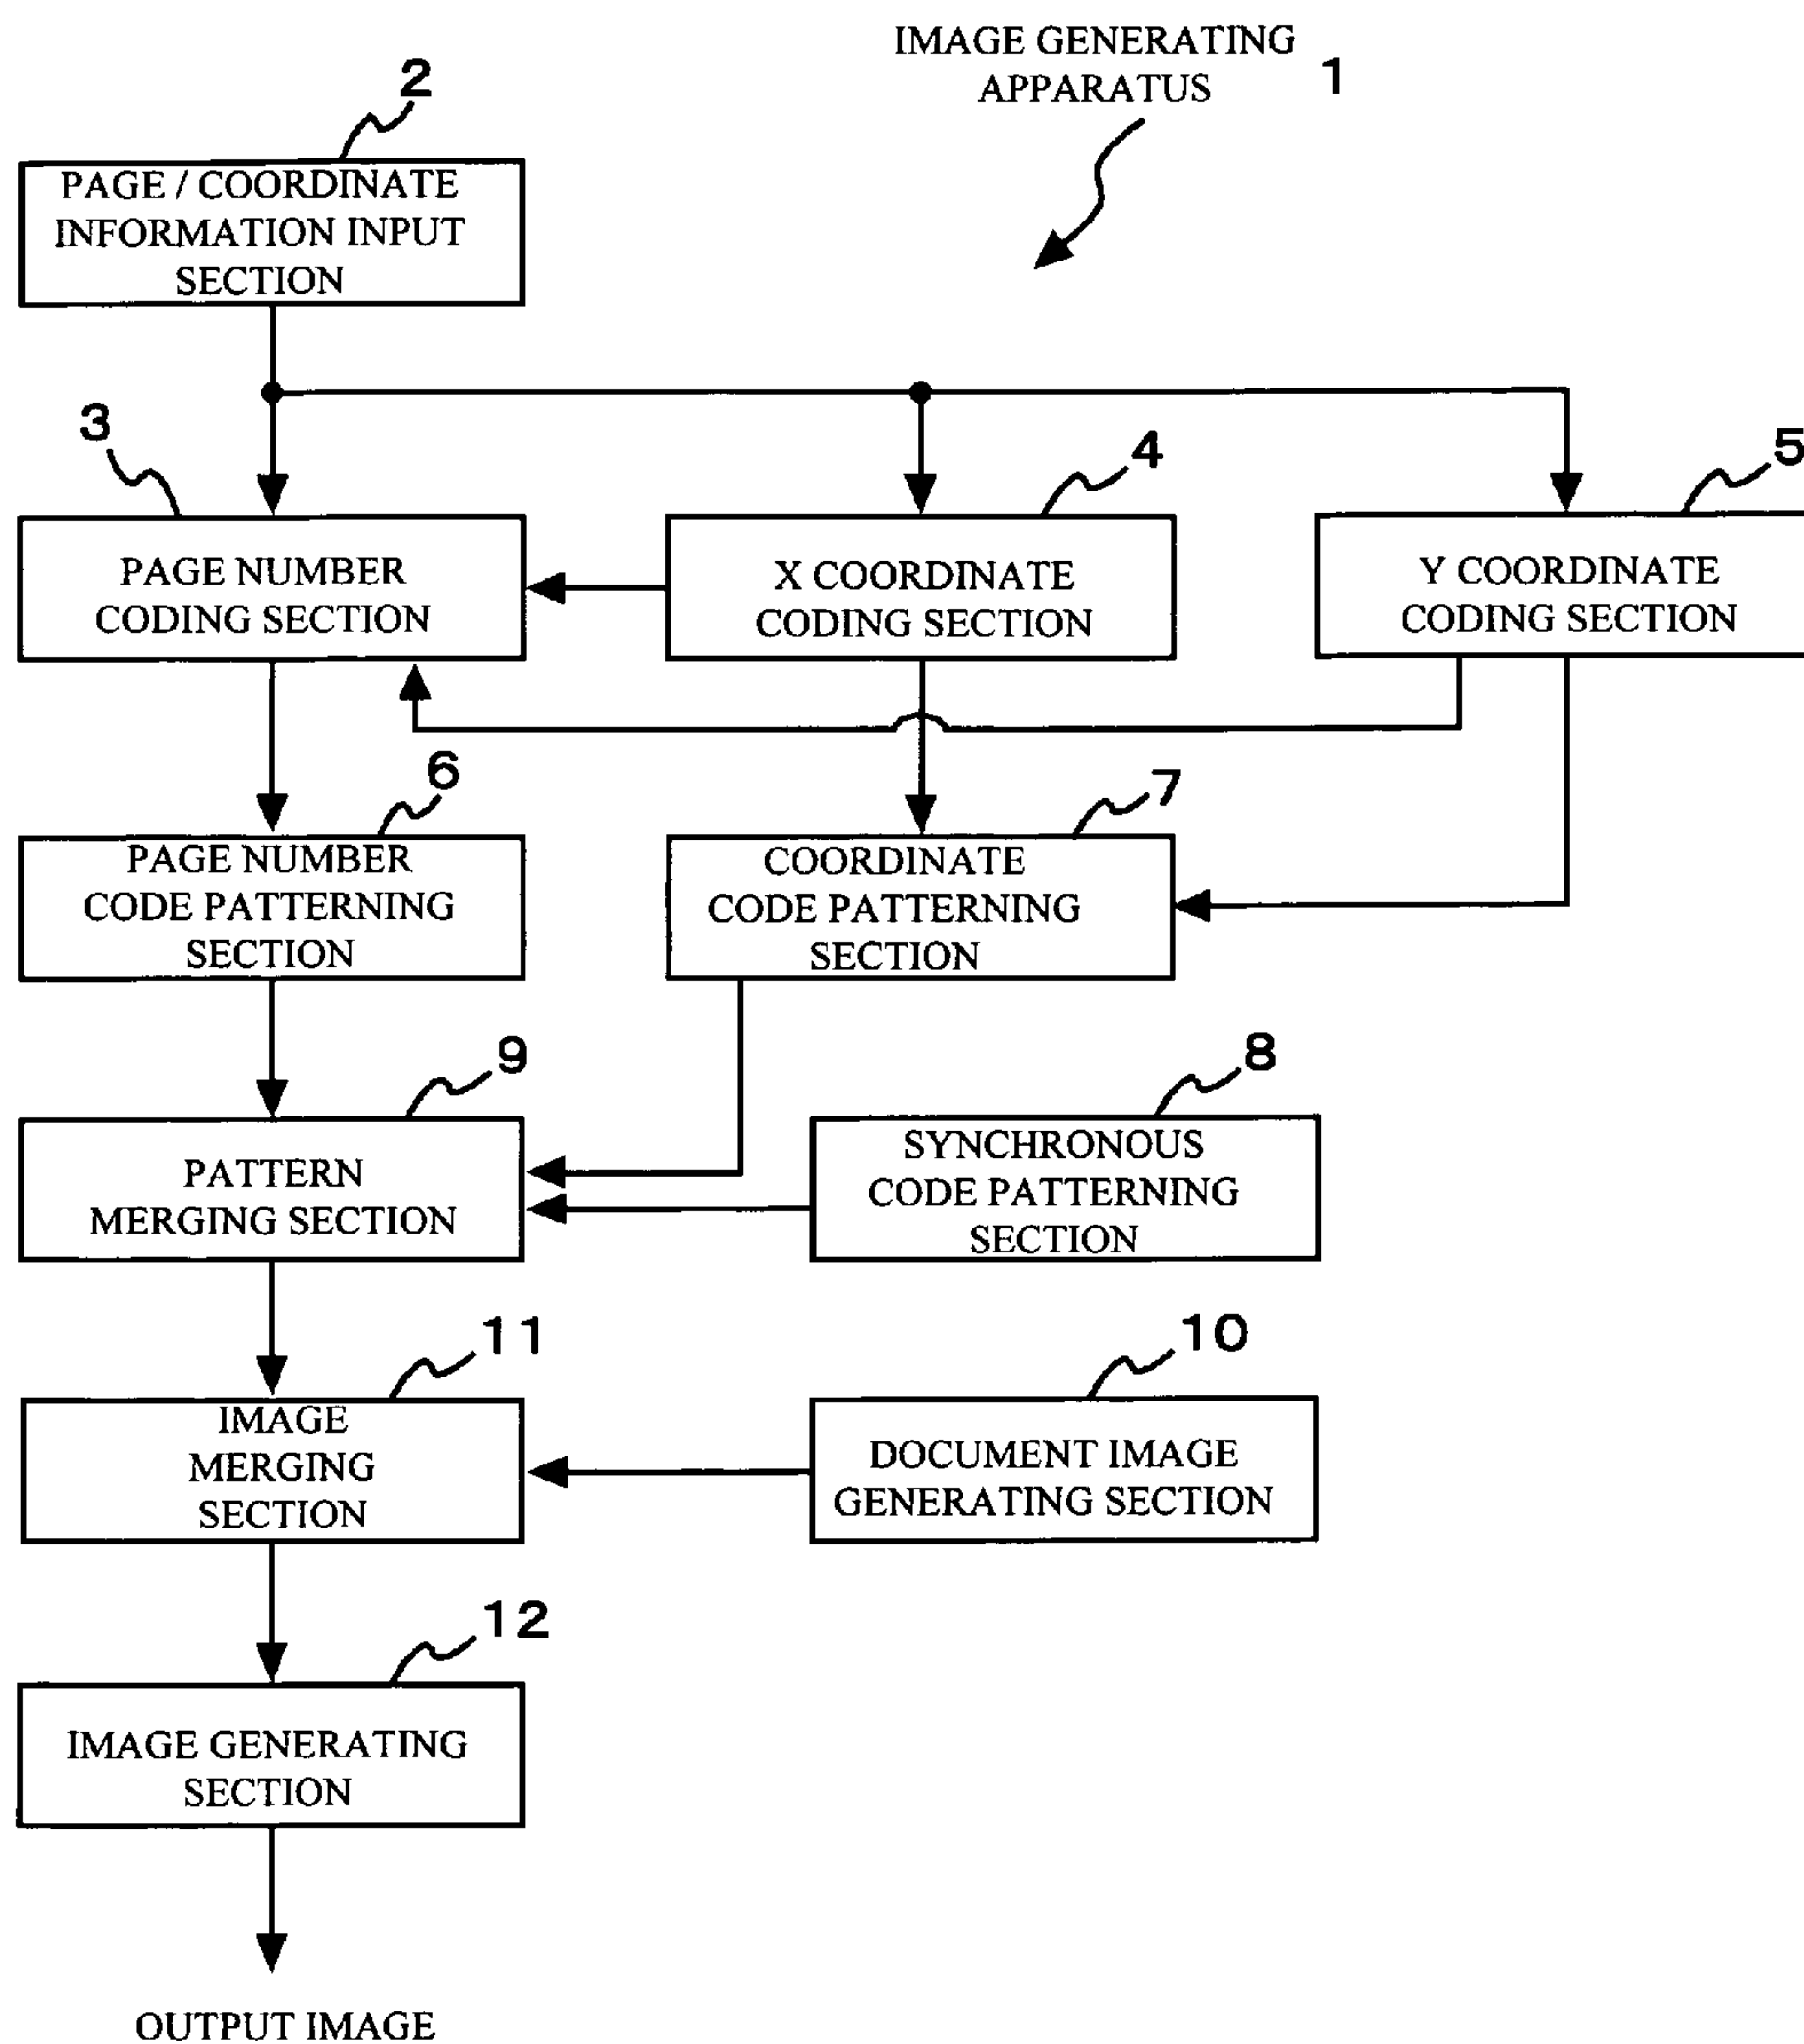 IMAGE GENERATING
APPARATUS
1
2
PAGE / COORDINATE
INFORMATION INPUT
SECTION
3
PAGE NUMBER
CODING SECTION
4
X COORDINATE
CODING SECTION
5
Y COORDINATE
CODING SECTION
6
PAGE NUMBER
CODE PATTERNING
SECTION
7
COORDINATE
CODE PATTERNING
SECTION
9
PATTERN
MERGING SECTION
8
SYNCHRONOUS
CODE PATTERNING
SECTION
11
IMAGE
MERGING
SECTION
10
DOCUMENT IMAGE
GENERATING SECTION
12
IMAGE GENERATING
SECTION
OUTPUT IMAGE